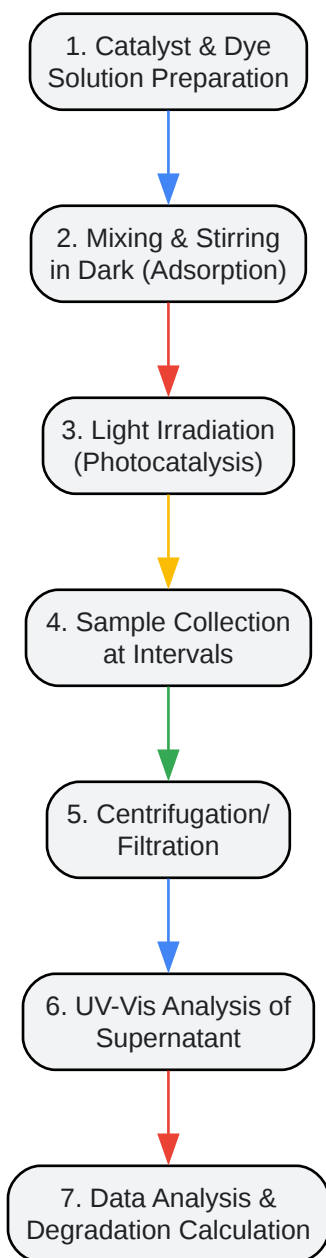 1. Catalyst & Dye
Solution Preparation
2. Mixing & Stirring
in Dark (Adsorption)
3. Light Irradiation
(Photocatalysis)
4. Sample Collection
at Intervals
5. Centrifugation/
Filtration
6. UV-Vis Analysis of
Supernatant
7. Data Analysis &
Degradation Calculation